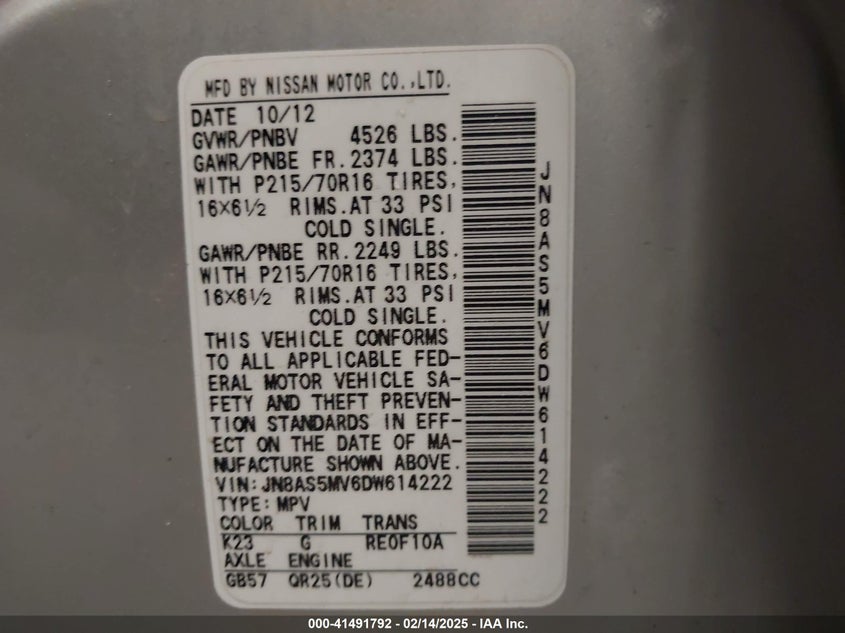 MFD BY NISSAN MOTOR CO.,LTD.
DATE 10/12
GVWR/PNBV 4526 LBS.
GAWR/PNBE FR. 2374 LBS.
WITH P215/70R16 TIRES,
16×6½ RIMS.AT 33 PSI
COLD SINGLE.
GAWR/PNBE RR. 2249 LBS.
WITH P215/70R16 TIRES,
16×6½ RIMS.AT 33 PSI
COLD SINGLE.
THIS VEHICLE CONFORMS
TO ALL APPLICABLE FED-
ERAL MOTOR VEHICLE SA-
FETY AND THEFT PREVEN-
TION STANDARDS IN EFF-
ECT ON THE DATE OF MA-
NUFACTURE SHOWN ABOVE.
VIN: JN8AS5MV6DW614222
TYPE: MPV
COLOR TRIM TRANS
K23 G RE0F10A
AXLE ENGINE
GB57 QR25(DE) 2488CC
JN8AS5MV6DW614222
000-41491792 - 02/14/2025 - IAA Inc.